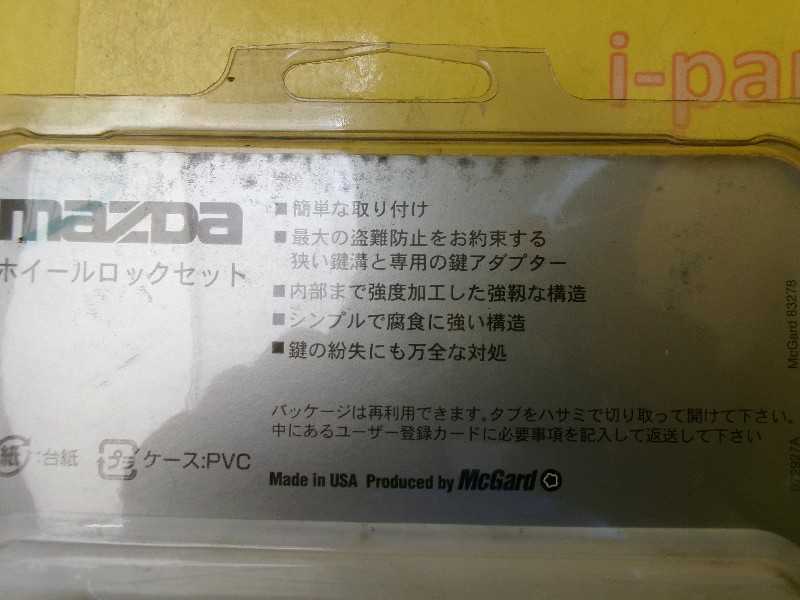 i-par
mazda
ホイールロックセット
■簡単な取り付け
■最大の盗難防止をお約束する
狭い鍵溝と専用の鍵アダプター
■内部まで強度加工した強靱な構造
■シンプルで腐食に強い構造
■鍵の紛失にも万全な対処
パッケージは再利用できます。タブをハサミで切り取って開けて下さい。
中にあるユーザー登録カードに必要事項を記入して返送して下さい
紙:台紙 プラ ケース:PVC
Made in USA Produced by McGard
McGard 83278